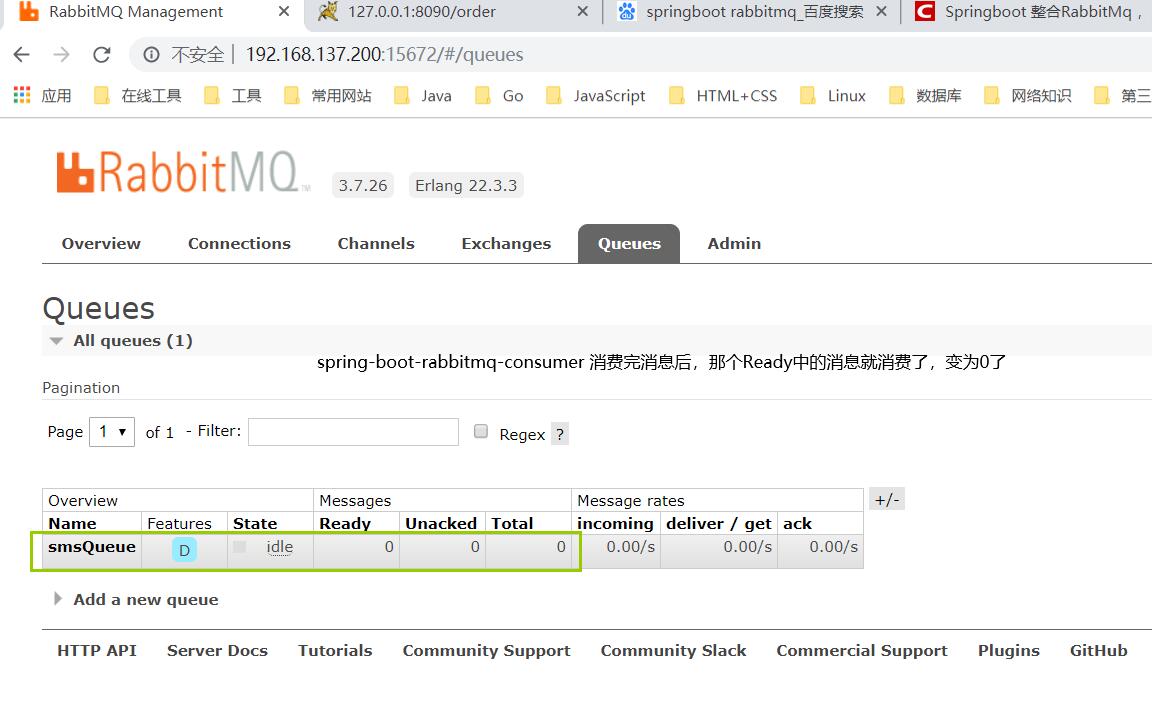 RabbitMQ Management
127.0.0.1:8090/order
springboot rabbitmq_百度搜索
Springboot 整合RabbitMq ，
不安全 192.168.137.200:15672/#/queues
应用 在线工具 工具 常用网站 Java Go JavaScript HTML+CSS Linux 数据库 网络知识 第三
RabbitMQ TM 3.7.26 Erlang 22.3.3
Overview Connections Channels Exchanges Queues Admin
Queues
All queues (1)
spring-boot-rabbitmq-consumer 消费完消息后，那个Ready中的消息就消费了，变为0了
Pagination
Page 1 of 1 - Filter: Regex ?
Overview Messages Message rates +/-
Name Features State Ready Unacked Total incoming deliver / get ack
smsQueue D idle 0 0 0 0.00/s 0.00/s 0.00/s
Add a new queue
HTTP API Server Docs Tutorials Community Support Community Slack Commercial Support Plugins GitHub